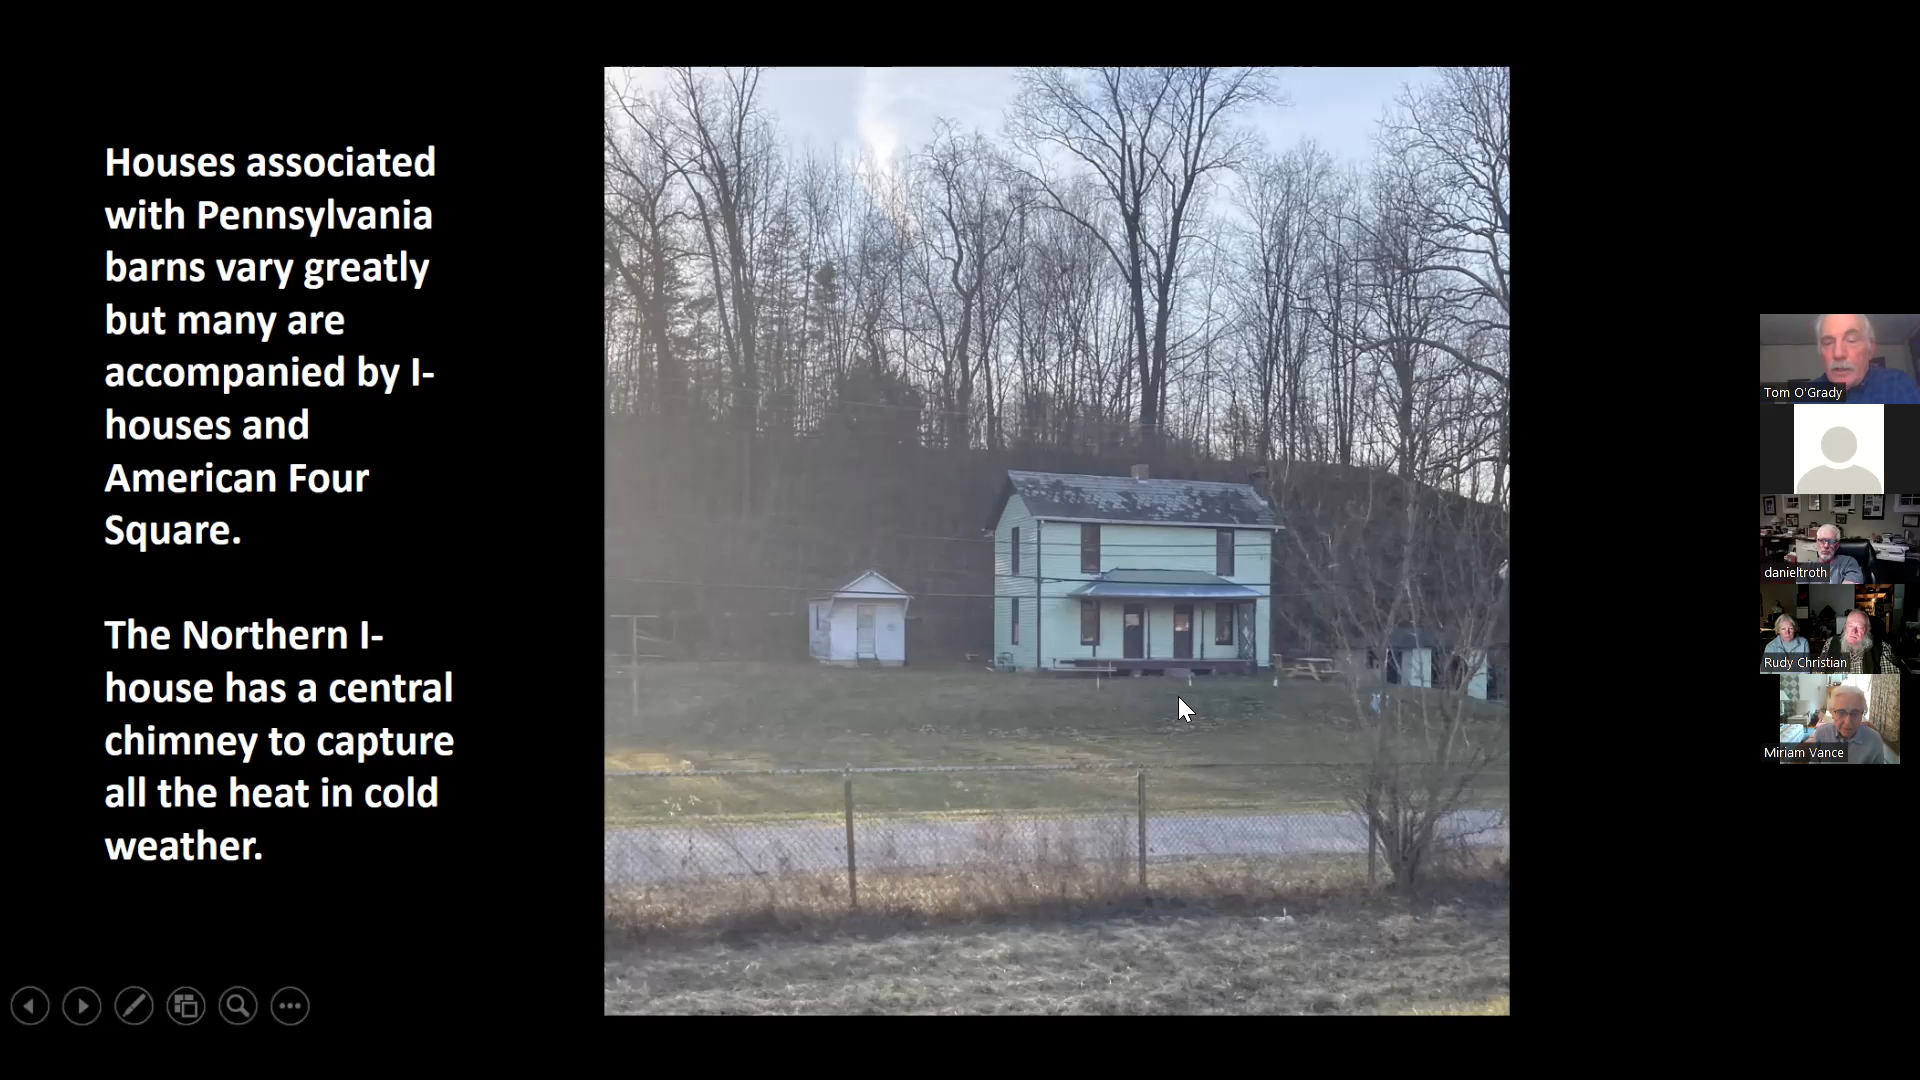 Houses associated
with Pennsylvania
barns vary greatly
but many are
accompanied by I-
houses and
American Four
Square.
The Northern I-
house has a central
chimney to capture
all the heat in cold
weather.
Tom O'Grady
danieltroth
Rudy Christian
Miriam Vance